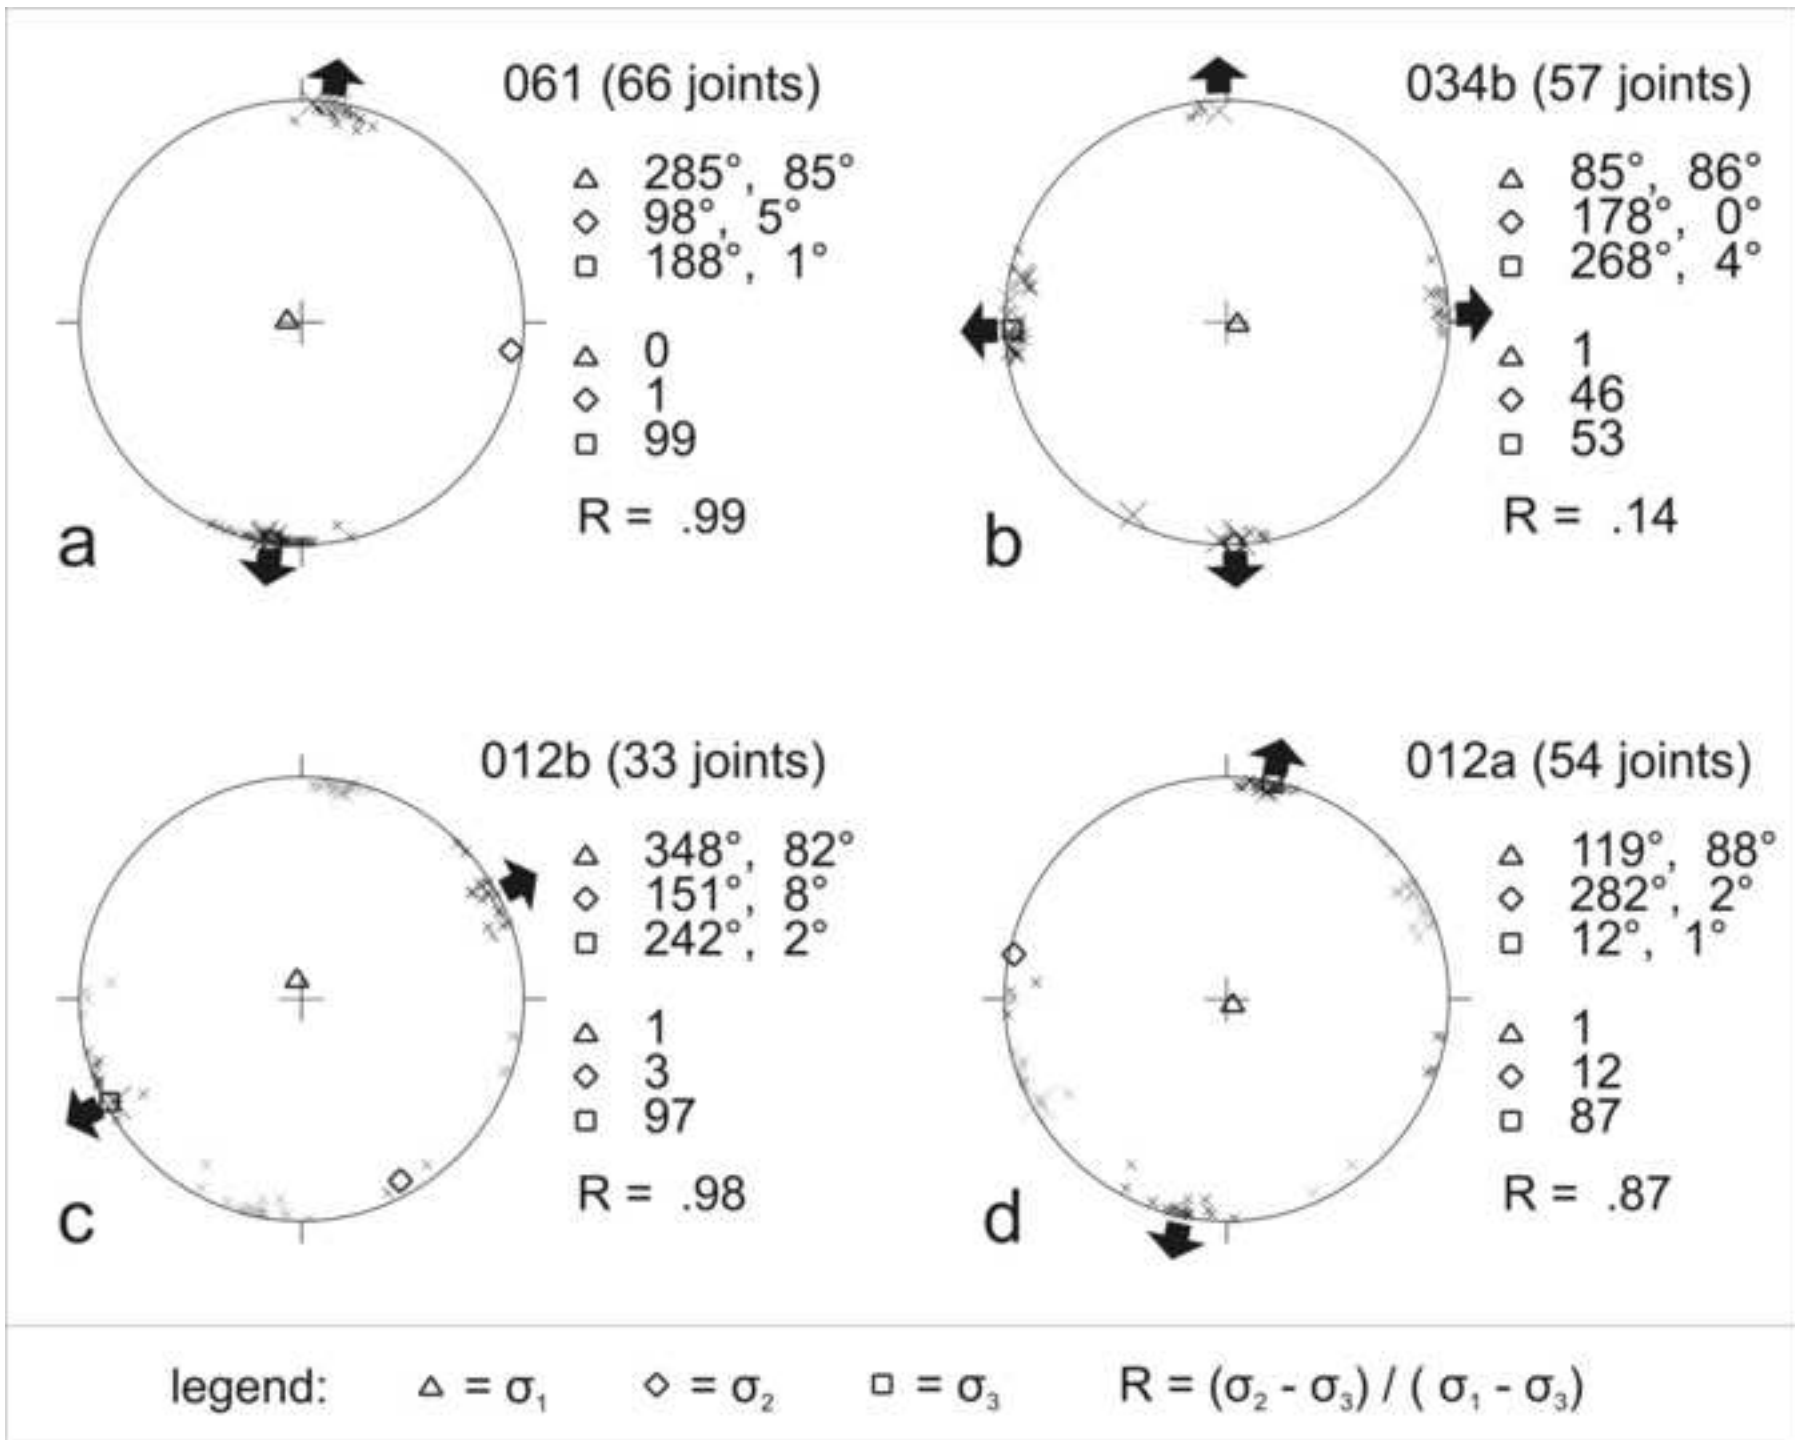 061 (66 joints)
△ 285°, 85°
◇ 98°, 5°
□ 188°, 1°
△ 0
◇ 1
□ 99
R = .99
a
034b (57 joints)
△ 85°, 86°
◇ 178°, 0°
□ 268°, 4°
△ 1
◇ 46
□ 53
R = .14
b
012b (33 joints)
△ 348°, 82°
◇ 151°, 8°
□ 242°, 2°
△ 1
◇ 3
□ 97
R = .98
c
012a (54 joints)
△ 119°, 88°
◇ 282°, 2°
□ 12°, 1°
△ 1
◇ 12
□ 87
R = .87
d
legend: △ = σ₁ ◇ = σ₂ □ = σ₃ R = (σ₂ - σ₃) / ( σ₁ - σ₃)